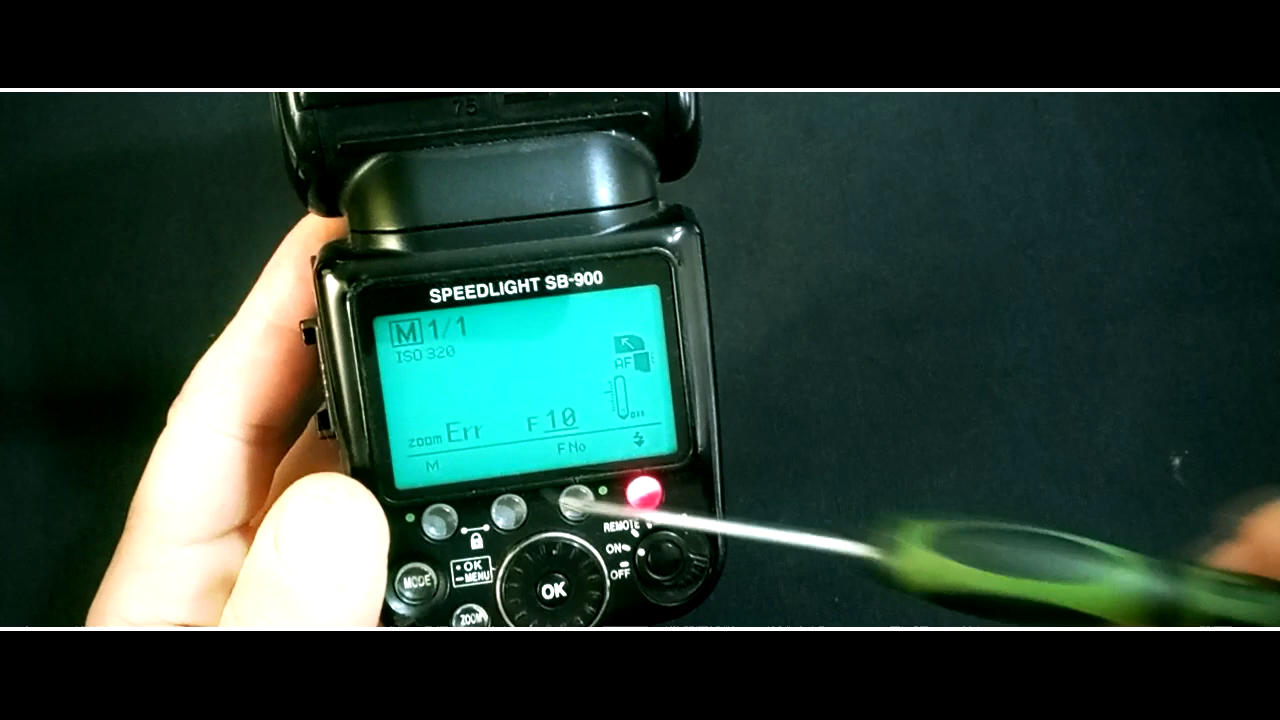 75
SPEEDLIGHT SB-900
M 1/1
ISO 320
AF
OFF
zoom Err F 10
M F No
REMOTE
ON
OFF
OK
MENU
MODE
OK
ZOOM